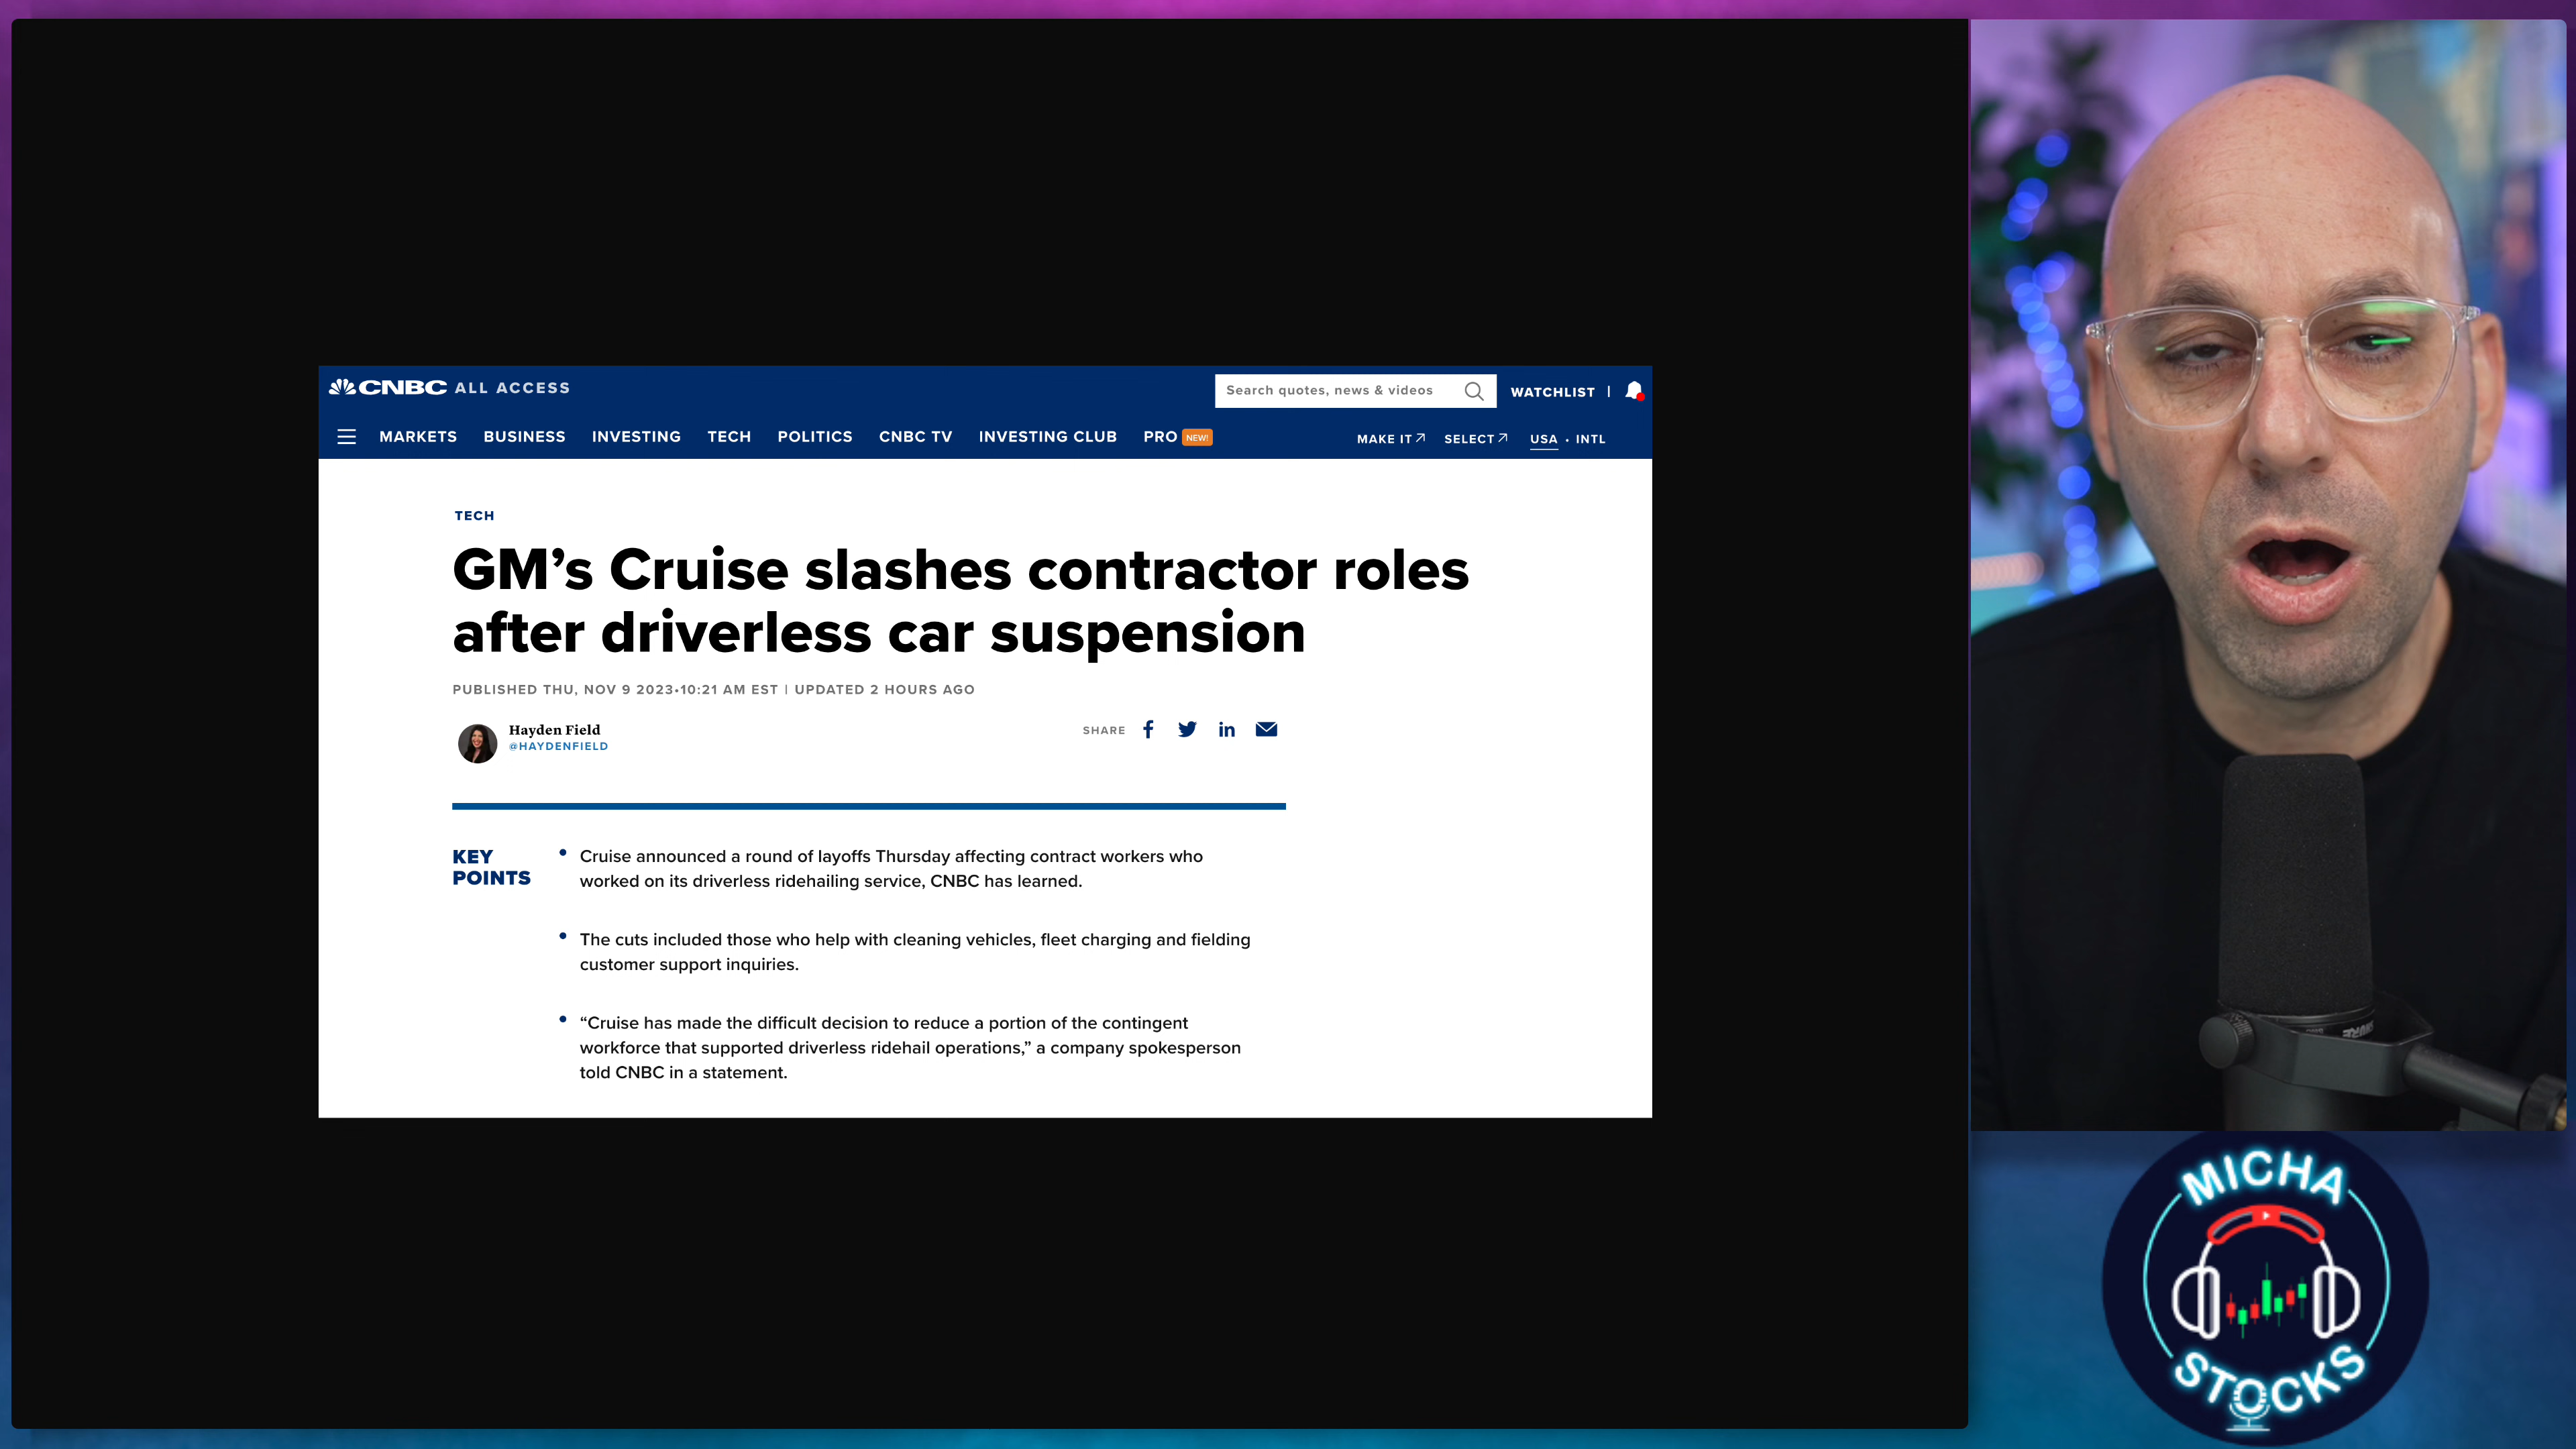 CNBC ALL ACCESS
Search quotes, news & videos
WATCHLIST |
MARKETS BUSINESS INVESTING TECH POLITICS CNBC TV INVESTING CLUB PRO NEW! MAKE IT SELECT USA • INTL
TECH
GM’s Cruise slashes contractor roles
after driverless car suspension
PUBLISHED THU, NOV 9 2023•10:21 AM EST | UPDATED 2 HOURS AGO
Hayden Field
@HAYDENFIELD
SHARE
KEY
POINTS
• Cruise announced a round of layoffs Thursday affecting contract workers who
worked on its driverless ridehailing service, CNBC has learned.
• The cuts included those who help with cleaning vehicles, fleet charging and fielding
customer support inquiries.
• “Cruise has made the difficult decision to reduce a portion of the contingent
workforce that supported driverless ridehail operations,” a company spokesperson
told CNBC in a statement.
SHURE
MICHA
STOCKS